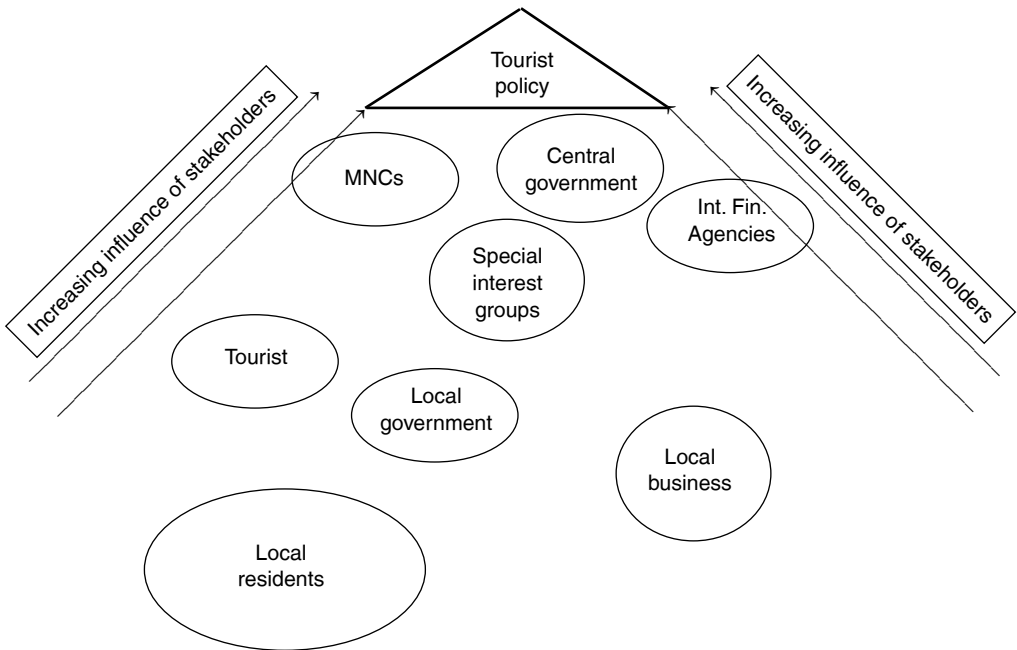 Tourist
policy
Increasing influence of stakeholders
Increasing influence of stakeholders
MNCs
Central
government
Int. Fin.
Agencies
Special
interest
groups
Tourist
Local
government
Local
business
Local
residents